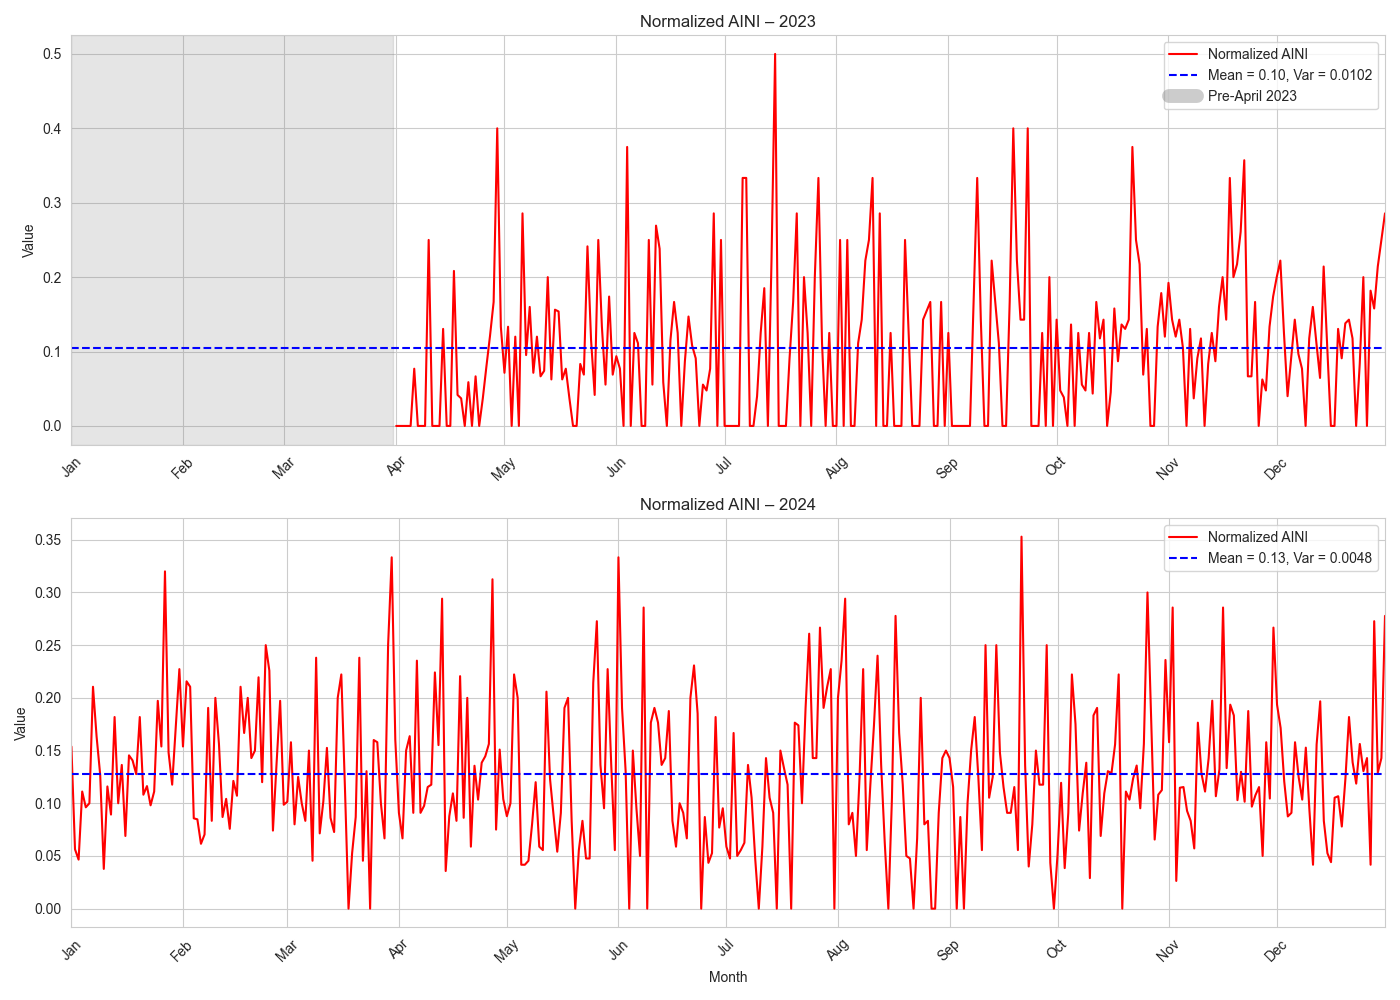 Normalized AINI – 2023
Value
0.5
0.4
0.3
0.2
0.1
0.0
Normalized AINI
Mean = 0.10, Var = 0.0102
Pre-April 2023
Jan
Feb
Mar
Apr
May
Jun
Jul
Aug
Sep
Oct
Nov
Dec
Normalized AINI – 2024
Value
0.35
0.30
0.25
0.20
0.15
0.10
0.05
0.00
Normalized AINI
Mean = 0.13, Var = 0.0048
Jan
Feb
Mar
Apr
May
Jun
Jul
Aug
Sep
Oct
Nov
Dec
Month